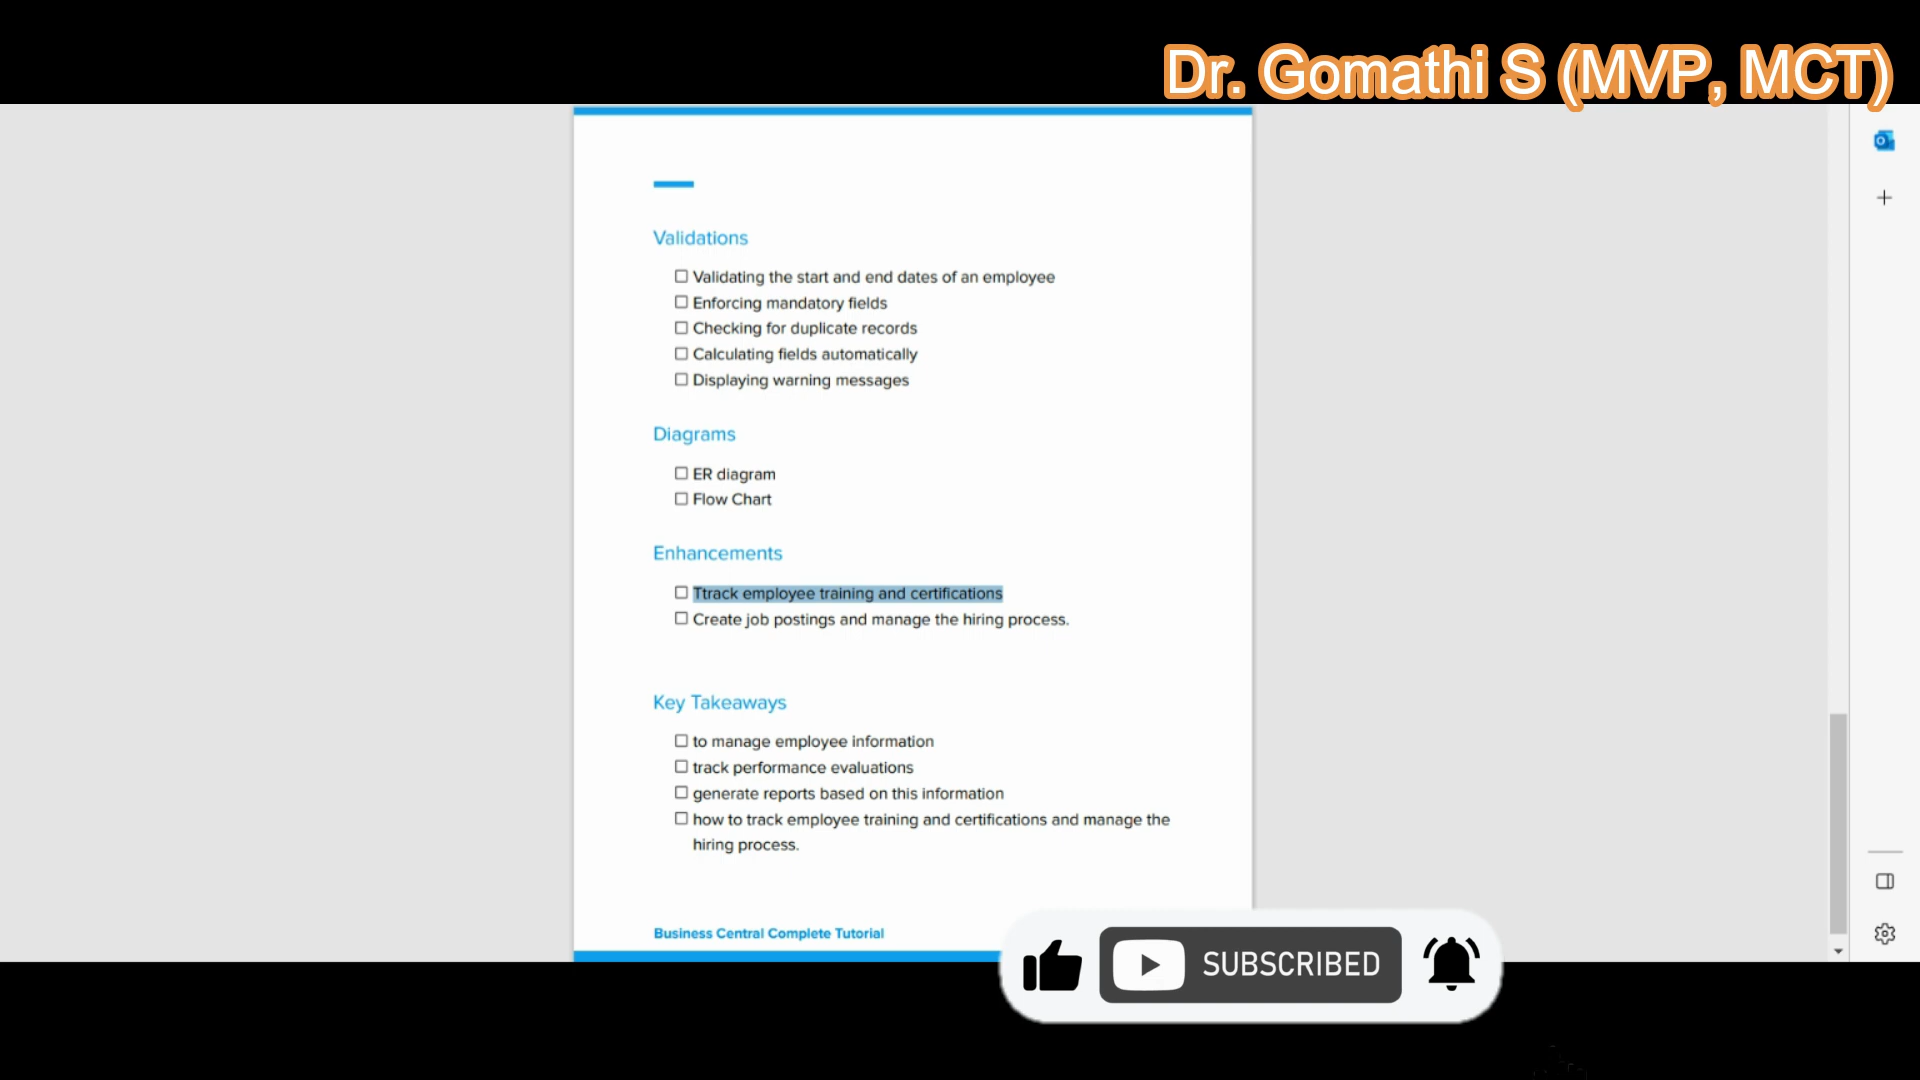 Dr. Gomathi S (MVP, MCT)
Validations
Validating the start and end dates of an employee
Enforcing mandatory fields
Checking for duplicate records
Calculating fields automatically
Displaying warning messages
Diagrams
ER diagram
Flow Chart
Enhancements
Ttrack employee training and certifications
Create job postings and manage the hiring process.
Key Takeaways
to manage employee information
track performance evaluations
generate reports based on this information
how to track employee training and certifications and manage the
hiring process.
Business Central Complete Tutorial
SUBSCRIBED